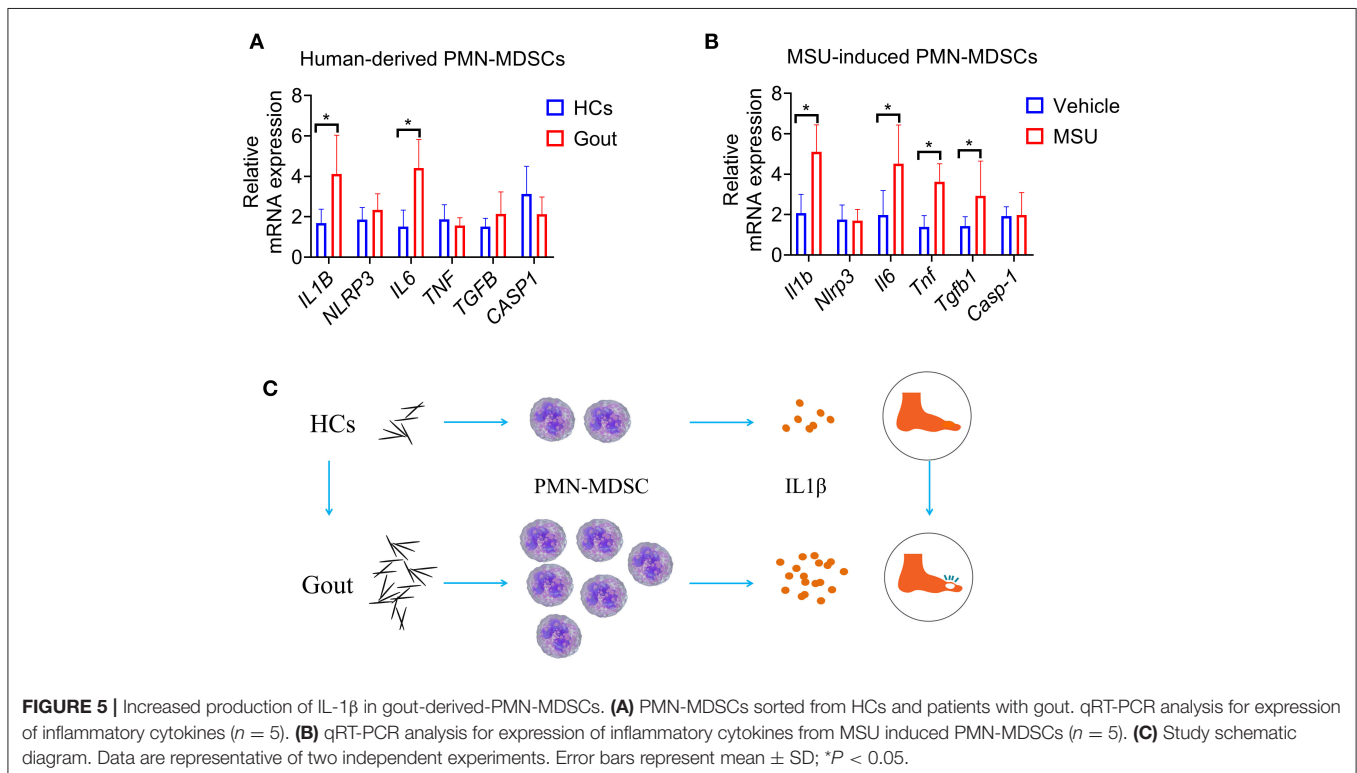 A
Human-derived PMN-MDSCs
Relative
mRNA expression
8
6
4
2
0
*
*
HCs
Gout
IL1B
NLRP3
IL6
TNF
TGFB
CASP1
B
MSU-induced PMN-MDSCs
Relative
mRNA expression
8
6
4
2
0
*
*
*
*
Vehicle
MSU
Il1b
Nlrp3
Il6
Tnf
Tgfb1
Casp-1
C
HCs
PMN-MDSC
IL1β
Gout
FIGURE 5 | Increased production of IL-1β in gout-derived-PMN-MDSCs. (A) PMN-MDSCs sorted from HCs and patients with gout. qRT-PCR analysis for expression
of inflammatory cytokines (n = 5). (B) qRT-PCR analysis for expression of inflammatory cytokines from MSU induced PMN-MDSCs (n = 5). (C) Study schematic
diagram. Data are representative of two independent experiments. Error bars represent mean ± SD; *P < 0.05.